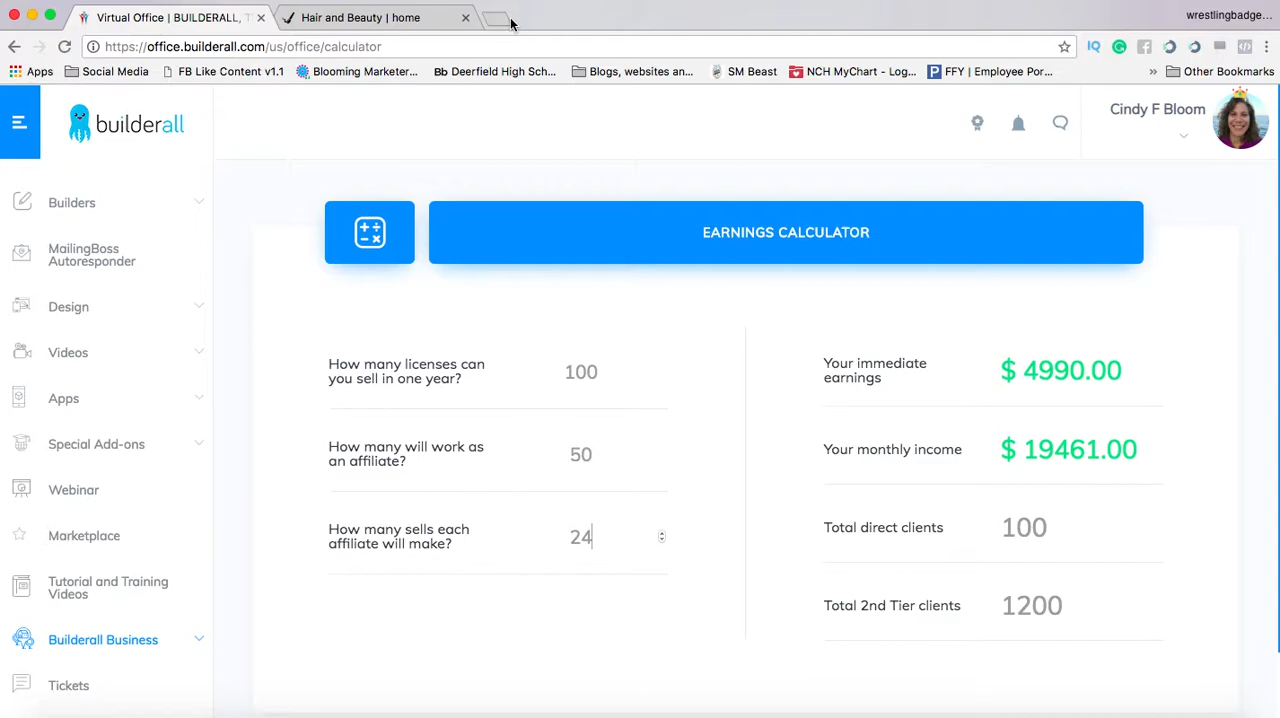 Virtual Office | BUILDERALL, T
Hair and Beauty | home
wrestlingbadge...
https://office.builderall.com/us/office/calculator
Apps
Social Media
FB Like Content v1.1
Blooming Marketer...
Bb Deerfield High Sch...
Blogs, websites an...
SM Beast
NCH MyChart - Log...
FFY | Employee Por...
»
Other Bookmarks
builderall
Cindy F Bloom
Builders
MailingBoss
Autoresponder
Design
Videos
Apps
Special Add-ons
Webinar
Marketplace
Tutorial and Training
Videos
Builderall Business
Tickets
EARNINGS CALCULATOR
How many licenses can
you sell in one year?
100
How many will work as
an affiliate?
50
How many sells each
affiliate will make?
24
Your immediate
earnings
$ 4990.00
Your monthly income
$ 19461.00
Total direct clients
100
Total 2nd Tier clients
1200